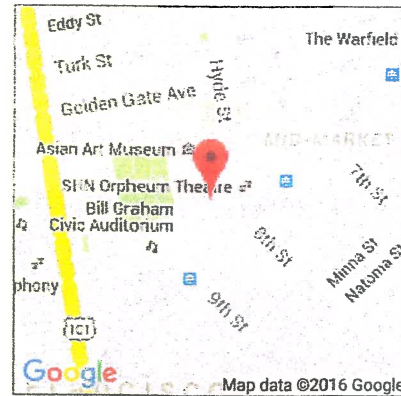 Eddy St
The Warfield
Turk St
Golden Gate Ave
Hyde St
MID-MARKET
Asian Art Museum
SHN Orpheum Theatre
Bill Graham
Civic Auditorium
7th St
8th St
Minna St
Natoma St
phony
9th St
101
Google
Map data ©2016 Google